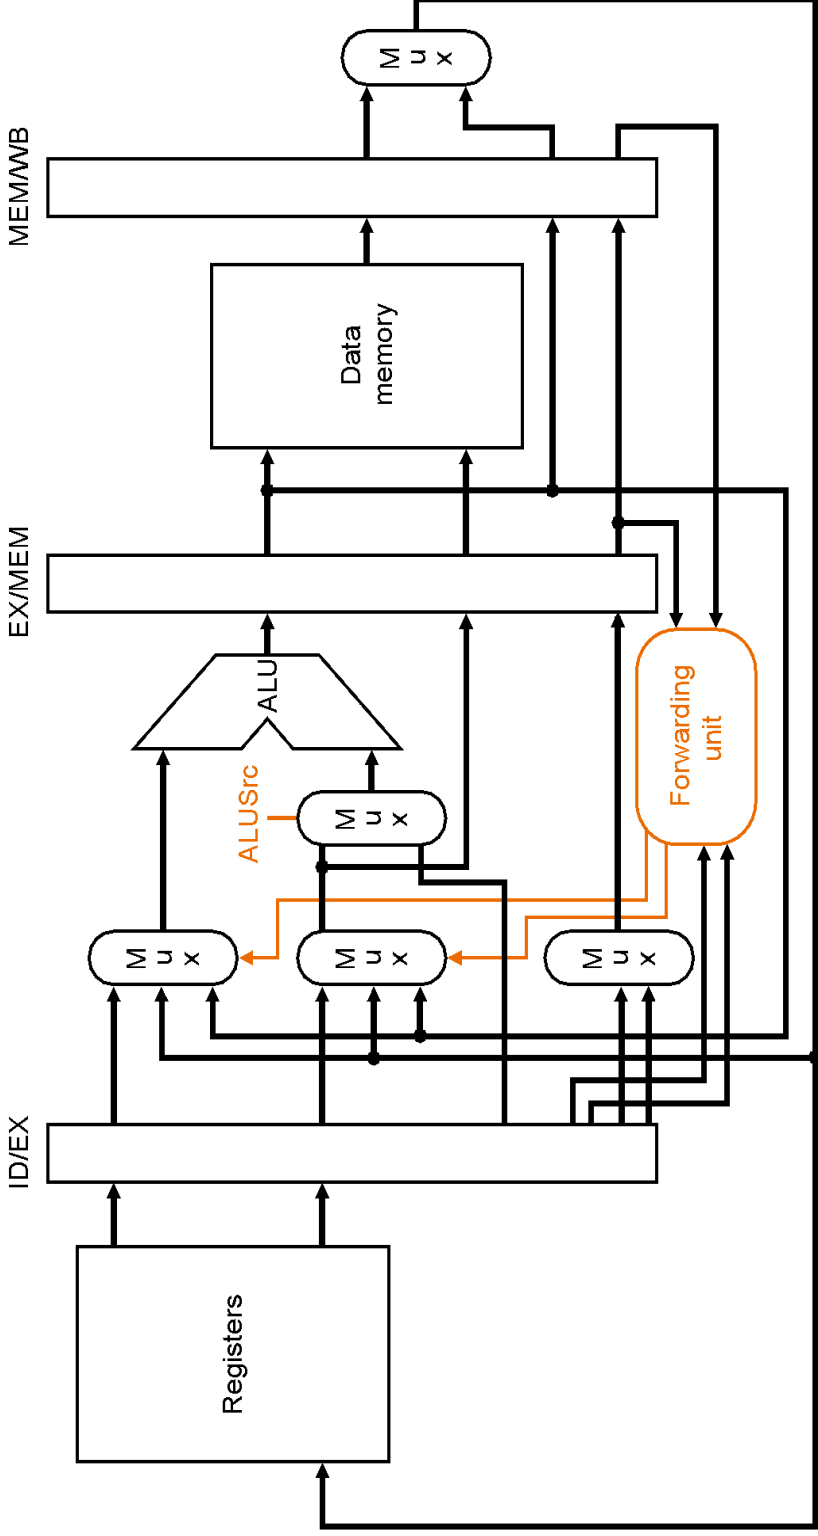 ID/EX
EX/MEM
MEM/WB
Registers
M
u
x
M
u
x
M
u
x
ALUSrc
M
u
x
ALU
Forwarding
unit
Data
memory
M
u
x